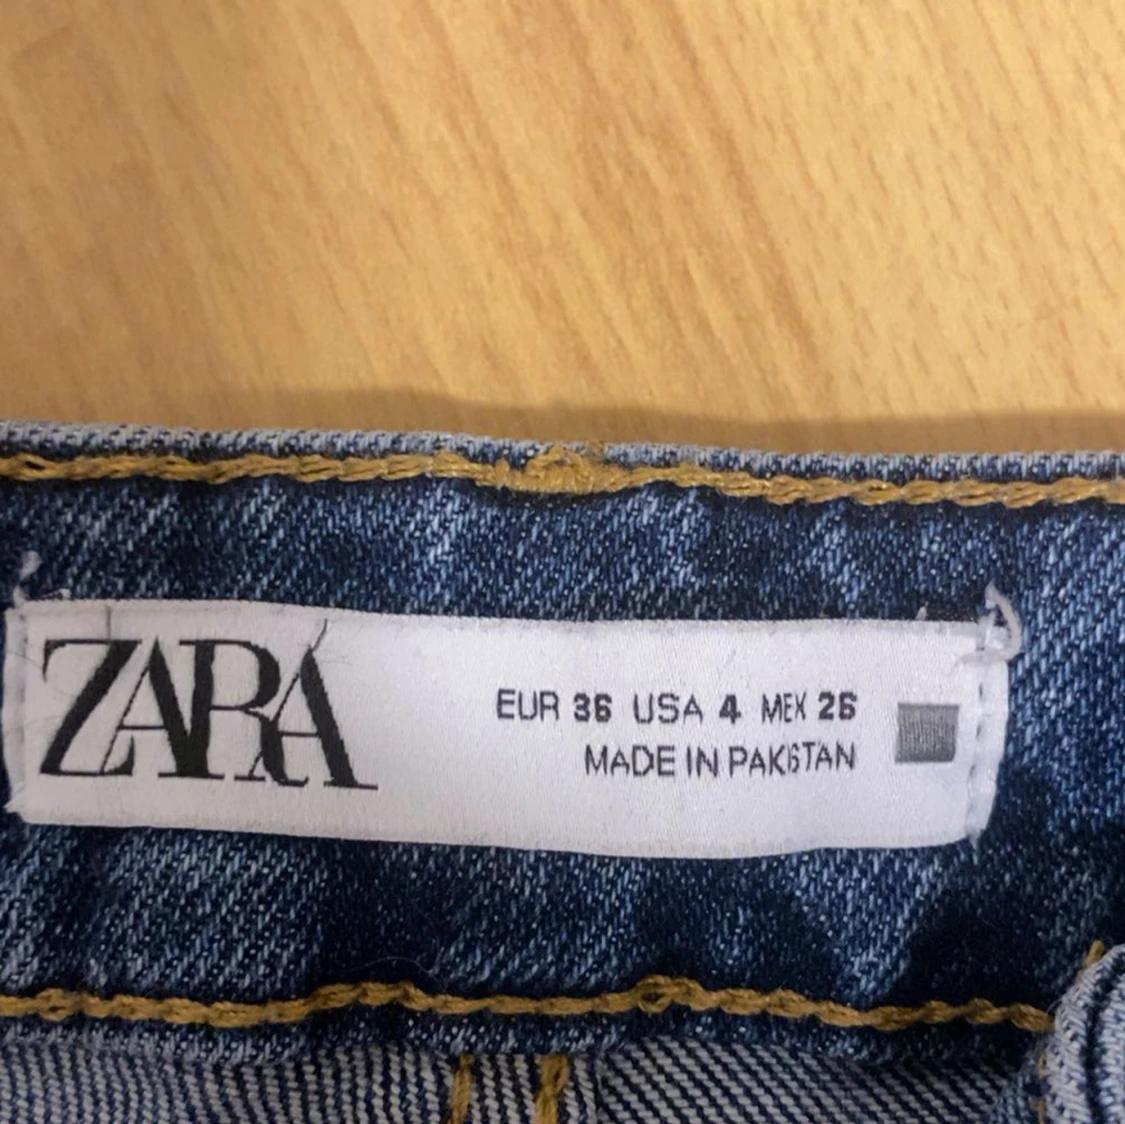 ZARA
EUR 36 USA 4 MEX 26
MADE IN PAKISTAN